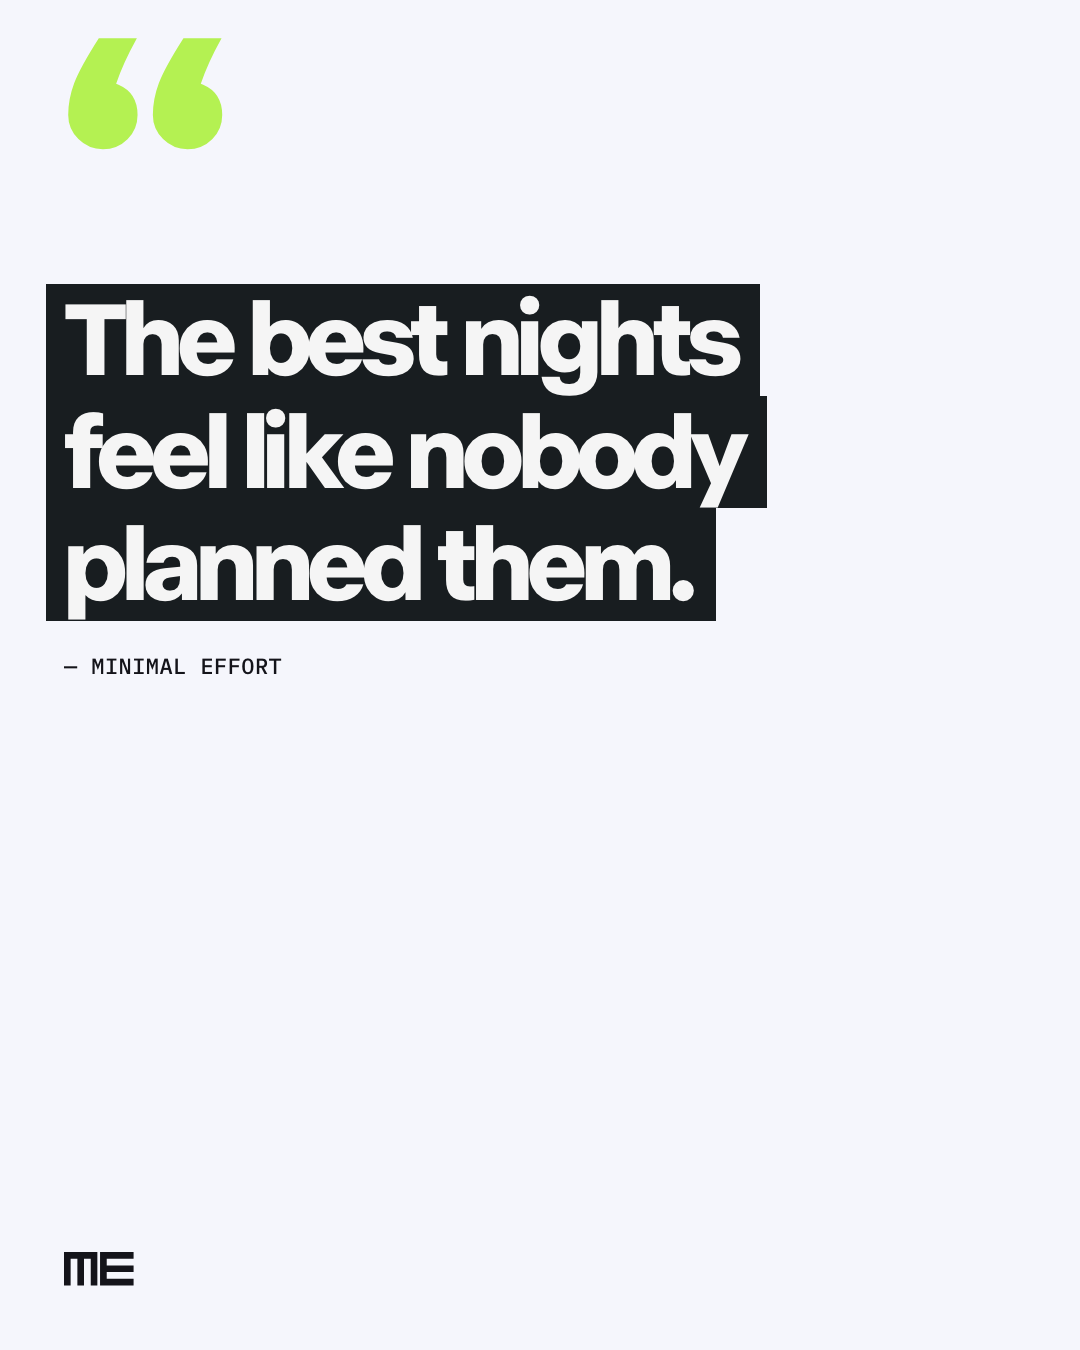 “
The best nights
feel like nobody
planned them.
— MINIMAL EFFORT
ME